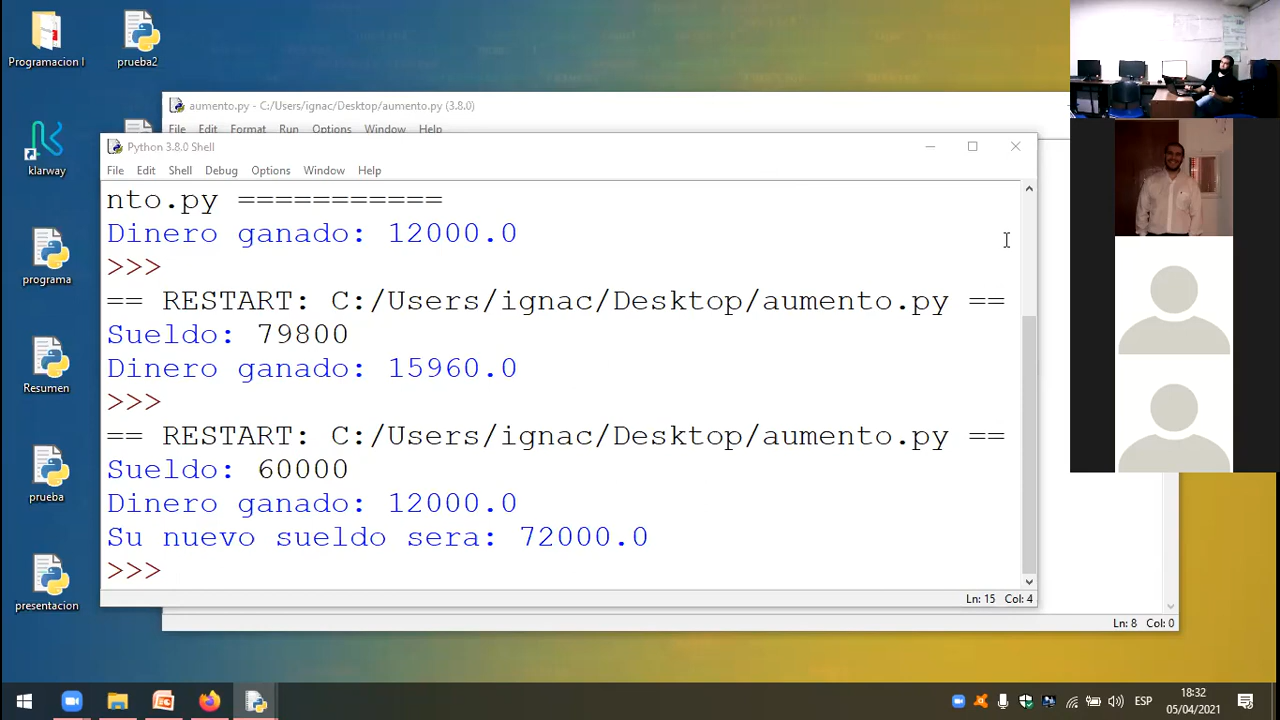 Programacion I
prueba2
klarway
programa
Resumen
prueba
presentacion
aumento.py - C:/Users/ignac/Desktop/aumento.py (3.8.0)
File Edit Format Run Options Window Help
Python 3.8.0 Shell
File Edit Shell Debug Options Window Help
nto.py ===========
Dinero ganado: 12000.0
>>>
== RESTART: C:/Users/ignac/Desktop/aumento.py ==
Sueldo: 79800
Dinero ganado: 15960.0
>>>
== RESTART: C:/Users/ignac/Desktop/aumento.py ==
Sueldo: 60000
Dinero ganado: 12000.0
Su nuevo sueldo sera: 72000.0
>>>
Ln: 15 Col: 4
Ln: 8 Col: 0
ESP
18:32
05/04/2021